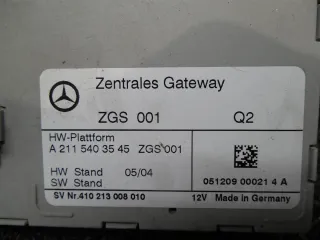 Zentrales Gateway
ZGS 001 Q2
HW-Plattform
A 211 540 35 45 ZGS 001
HW Stand 05/04
SW Stand
051209 00021 4 A
SV Nr.410 213 008 010 12V Made in Germany